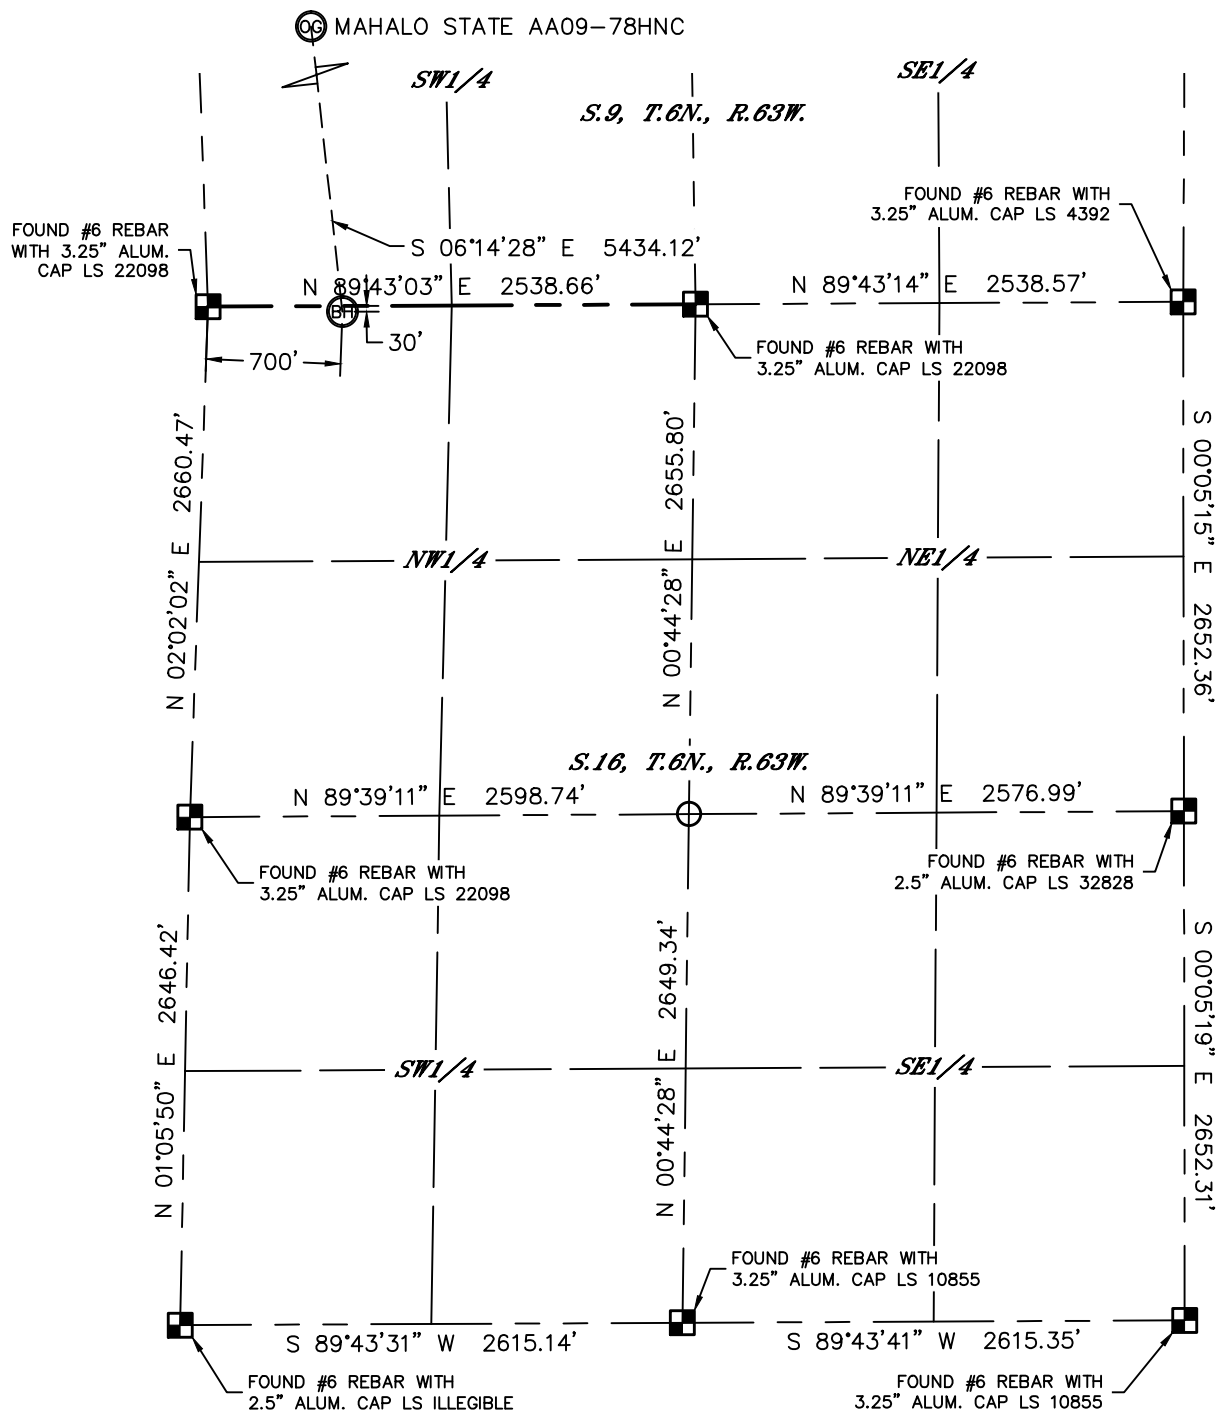 OG MAHALO STATE AA09-78HNC
SW1/4
SE1/4
S.9, T.6N., R.63W.
FOUND #6 REBAR WITH
3.25" ALUM. CAP LS 4392
FOUND #6 REBAR
WITH 3.25" ALUM.
CAP LS 22098
S 06°14'28" E 5434.12'
N 89°43'03" E 2538.66'
N 89°43'14" E 2538.57'
BH
30'
700'
FOUND #6 REBAR WITH
3.25" ALUM. CAP LS 22098
N 02°02'02" E 2660.47'
N 00°44'28" E 2655.80'
S 00°05'15" E 2652.36'
NW1/4
NE1/4
S.16, T.6N., R.63W.
N 89°39'11" E 2598.74'
N 89°39'11" E 2576.99'
FOUND #6 REBAR WITH
3.25" ALUM. CAP LS 22098
FOUND #6 REBAR WITH
2.5" ALUM. CAP LS 32828
N 01°05'50" E 2646.42'
N 00°44'28" E 2649.34'
S 00°05'19" E 2652.31'
SW1/4
SE1/4
FOUND #6 REBAR WITH
3.25" ALUM. CAP LS 10855
S 89°43'31" W 2615.14'
S 89°43'41" W 2615.35'
FOUND #6 REBAR WITH
2.5" ALUM. CAP LS ILLEGIBLE
FOUND #6 REBAR WITH
3.25" ALUM. CAP LS 10855